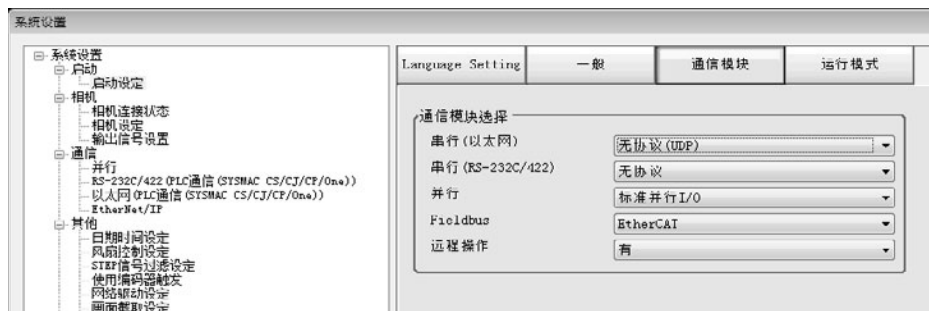 系统设置
系统设置
启动
启动设定
相机
相机连接状态
相机设定
输出信号设置
通信
并行
RS-232C/422(PLC通信(SYSMAC CS/CJ/CP/One))
以太网(PLC通信(SYSMAC CS/CJ/CP/One))
EtherNet/IP
其他
日期时间设定
风扇控制设定
STEP信号过滤设定
使用编码器触发
网络驱动设定
画面截取设定
Language Setting 一般 通信模块 运行模式
通信模块选择
串行(以太网) 无协议(UDP)
串行(RS-232C/422) 无协议
并行 标准并行I/O
Fieldbus EtherCAT
远程操作 有